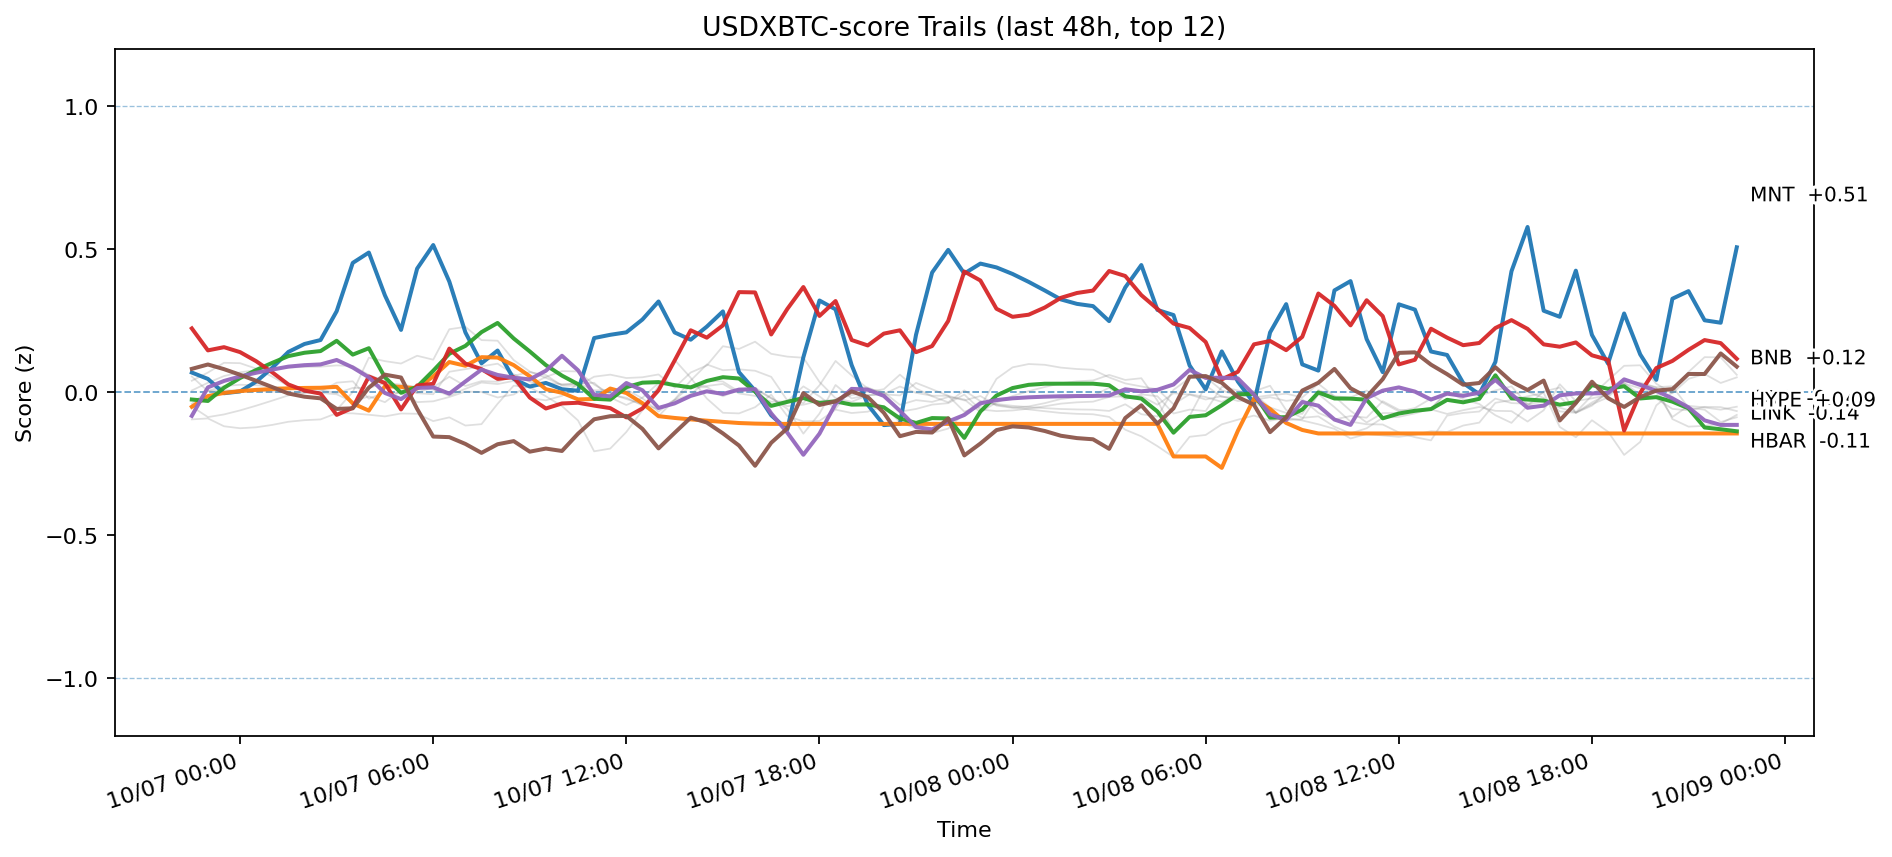 USDXBTC-score Trails (last 48h, top 12)
Score (z)
1.0
0.5
0.0
−0.5
−1.0
MNT +0.51
BNB +0.12
HYPE +0.09
LINK -0.14
HBAR -0.11
10/07 00:00
10/07 06:00
10/07 12:00
10/07 18:00
10/08 00:00
10/08 06:00
10/08 12:00
10/08 18:00
10/09 00:00
Time